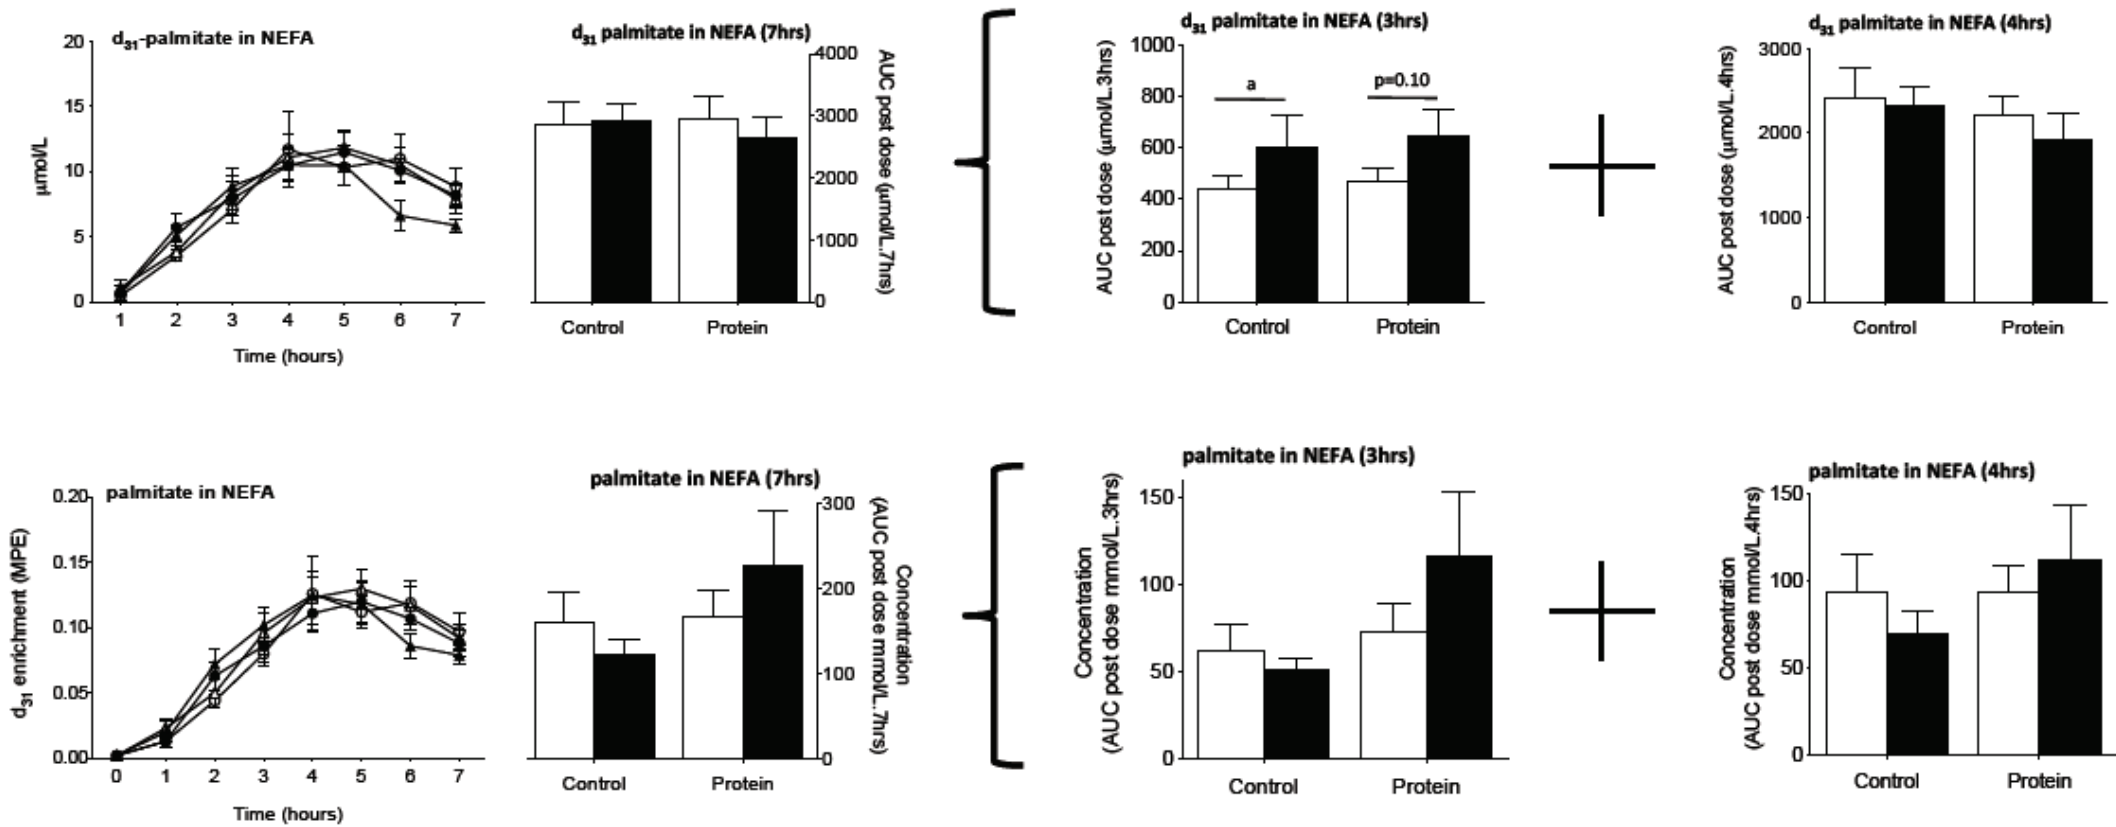 d31-palmitate in NEFA
μmol/L
20
15
10
5
0
1 2 3 4 5 6 7
Time (hours)
d31 palmitate in NEFA (7hrs)
4000
3000
2000
1000
0
AUC post dose (μmol/L.7hrs)
Control Protein
d31 palmitate in NEFA (3hrs)
AUC post dose (μmol/L.3hrs)
1000
800
600
400
200
0
a
p=0.10
Control Protein
d31 palmitate in NEFA (4hrs)
AUC post dose (μmol/L.4hrs)
3000
2000
1000
0
Control Protein
palmitate in NEFA
d31 enrichment (MPE)
0.20
0.15
0.10
0.05
0.00
0 1 2 3 4 5 6 7
Time (hours)
palmitate in NEFA (7hrs)
300
200
100
0
Concentration
(AUC post dose mmol/L.7hrs)
Control Protein
palmitate in NEFA (3hrs)
Concentration
(AUC post dose mmol/L.3hrs)
150
100
50
0
Control Protein
palmitate in NEFA (4hrs)
Concentration
(AUC post dose mmol/L.4hrs)
150
100
50
0
Control Protein